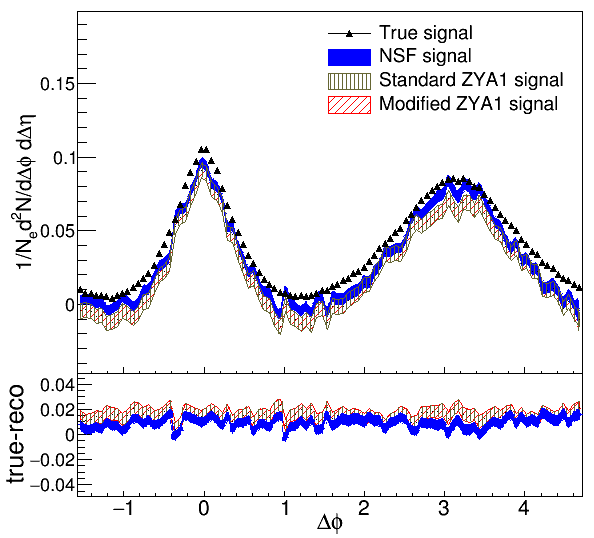 True signal
NSF signal
Standard ZYA1 signal
Modified ZYA1 signal
0.15
0.1
0.05
0
1/Nₑd²N/dΔϕ dΔη
0.04
0.02
0
−0.02
−0.04
true-reco
−1 0 1 2 3 4
Δϕ